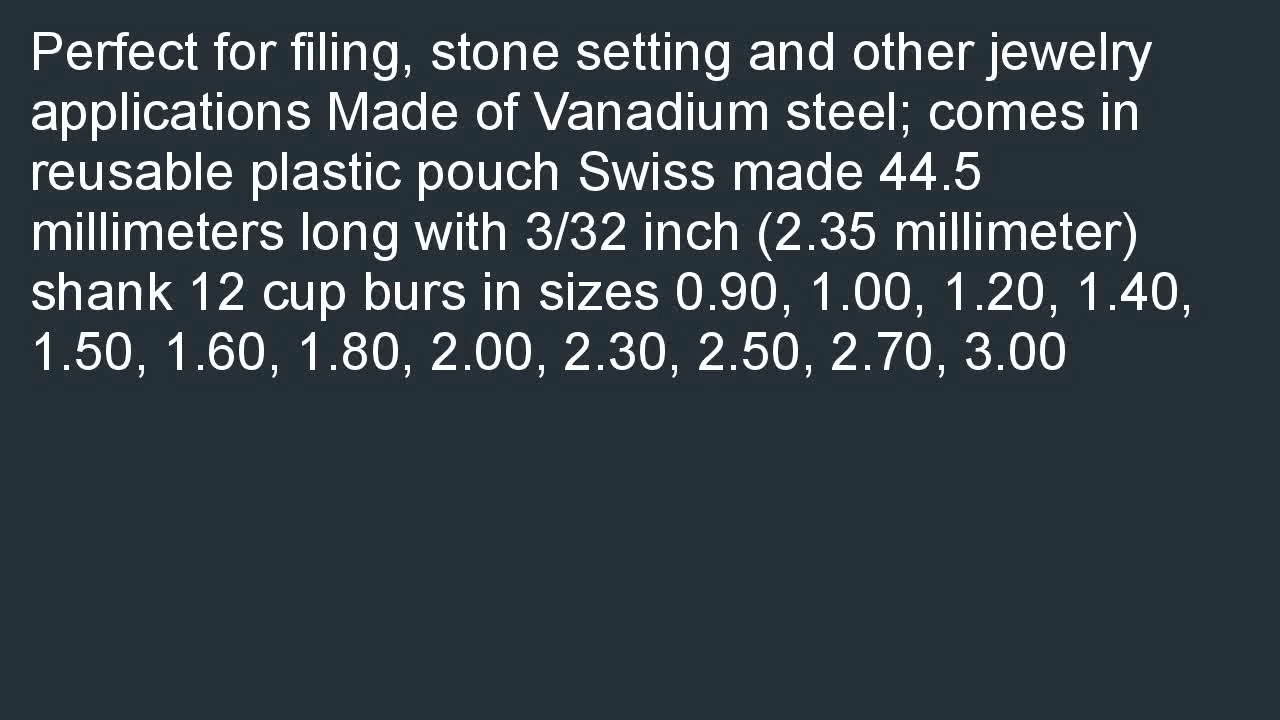 Perfect for filing, stone setting and other jewelry
applications Made of Vanadium steel; comes in
reusable plastic pouch Swiss made 44.5
millimeters long with 3/32 inch (2.35 millimeter)
shank 12 cup burs in sizes 0.90, 1.00, 1.20, 1.40,
1.50, 1.60, 1.80, 2.00, 2.30, 2.50, 2.70, 3.00